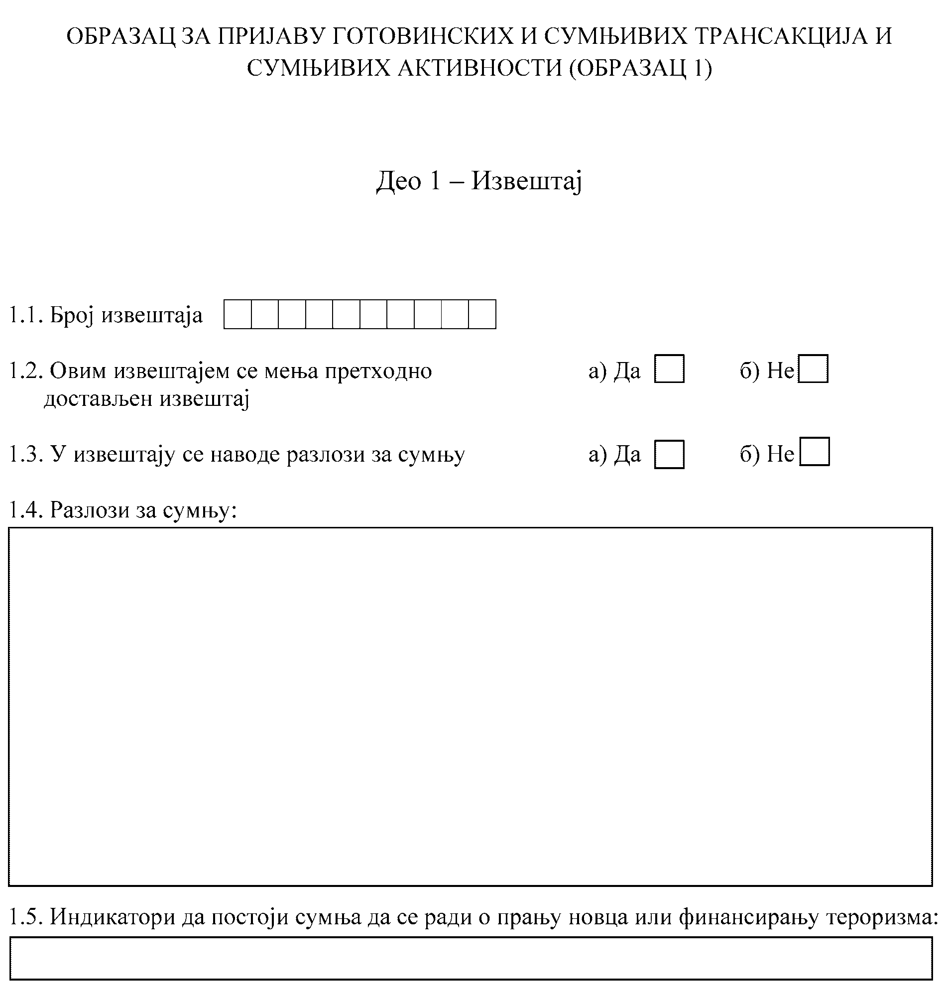 ОБРАЗАЦ ЗА ПРИЈАВУ ГОТОВИНСКИХ И СУМЊИВИХ ТРАНСАКЦИЈА И
СУМЊИВИХ АКТИВНОСТИ (ОБРАЗАЦ 1)
Део 1 – Извештај
1.1. Број извештаја
1.2. Овим извештајем се мења претходно а) Да б) Не
достављен извештај
1.3. У извештају се наводе разлози за сумњу а) Да б) Не
1.4. Разлози за сумњу:
1.5. Индикатори да постоји сумња да се ради о прању новца или финансирању тероризма: